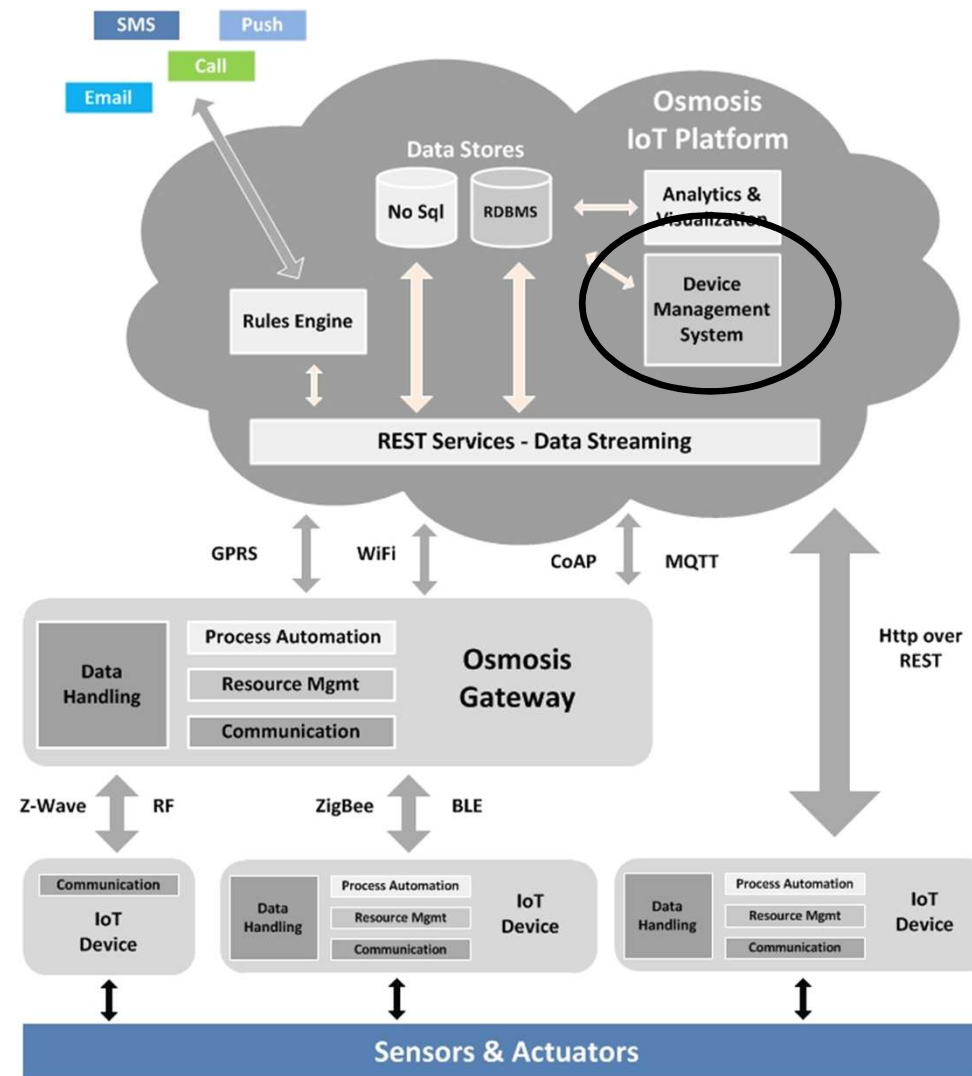 SMS
Push
Call
Email
Osmosis
IoT Platform
Data Stores
No Sql
RDBMS
Analytics &
Visualization
Device
Management
System
Rules Engine
REST Services - Data Streaming
GPRS
WiFi
CoAP
MQTT
Http over
REST
Data
Handling
Process Automation
Resource Mgmt
Communication
Osmosis
Gateway
Z-Wave
RF
ZigBee
BLE
Communication
IoT
Device
Data
Handling
Process Automation
Resource Mgmt
Communication
IoT
Device
Data
Handling
Process Automation
Resource Mgmt
Communication
IoT
Device
Sensors & Actuators